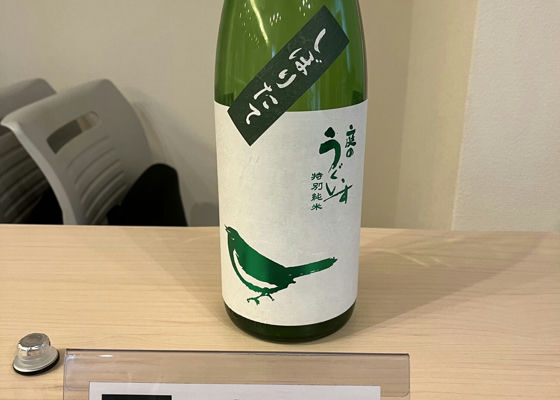 しぼりたて
庭の
うぐいす
特別純米